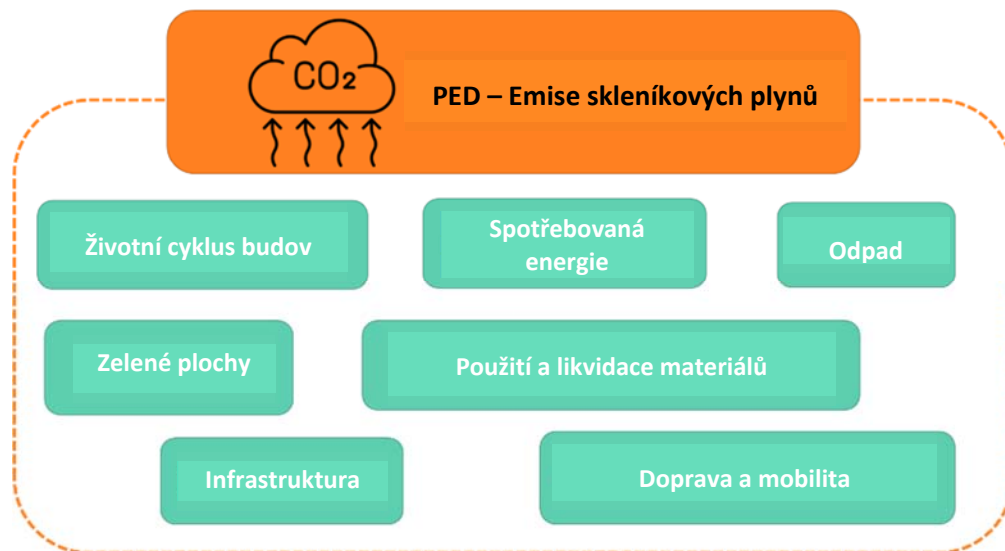 CO₂
PED – Emise skleníkových plynů
Životní cyklus budov
Spotřebovaná
energie
Odpad
Zelené plochy
Použití a likvidace materiálů
Infrastruktura
Doprava a mobilita